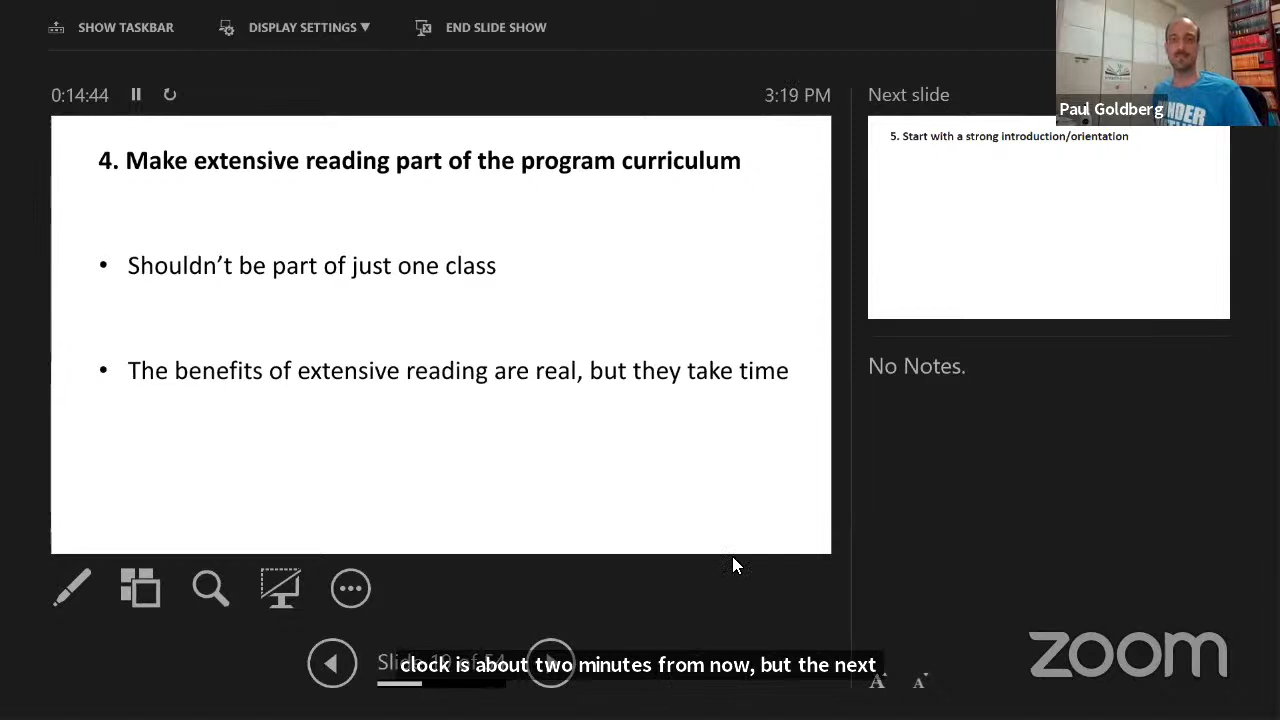 SHOW TASKBAR
DISPLAY SETTINGS ▼
END SLIDE SHOW
0:14:44
3:19 PM
Next slide
Paul Goldberg
4. Make extensive reading part of the program curriculum
• Shouldn't be part of just one class
• The benefits of extensive reading are real, but they take time
5. Start with a strong introduction/orientation
No Notes.
clock is about two minutes from now, but the next
A A
zoom